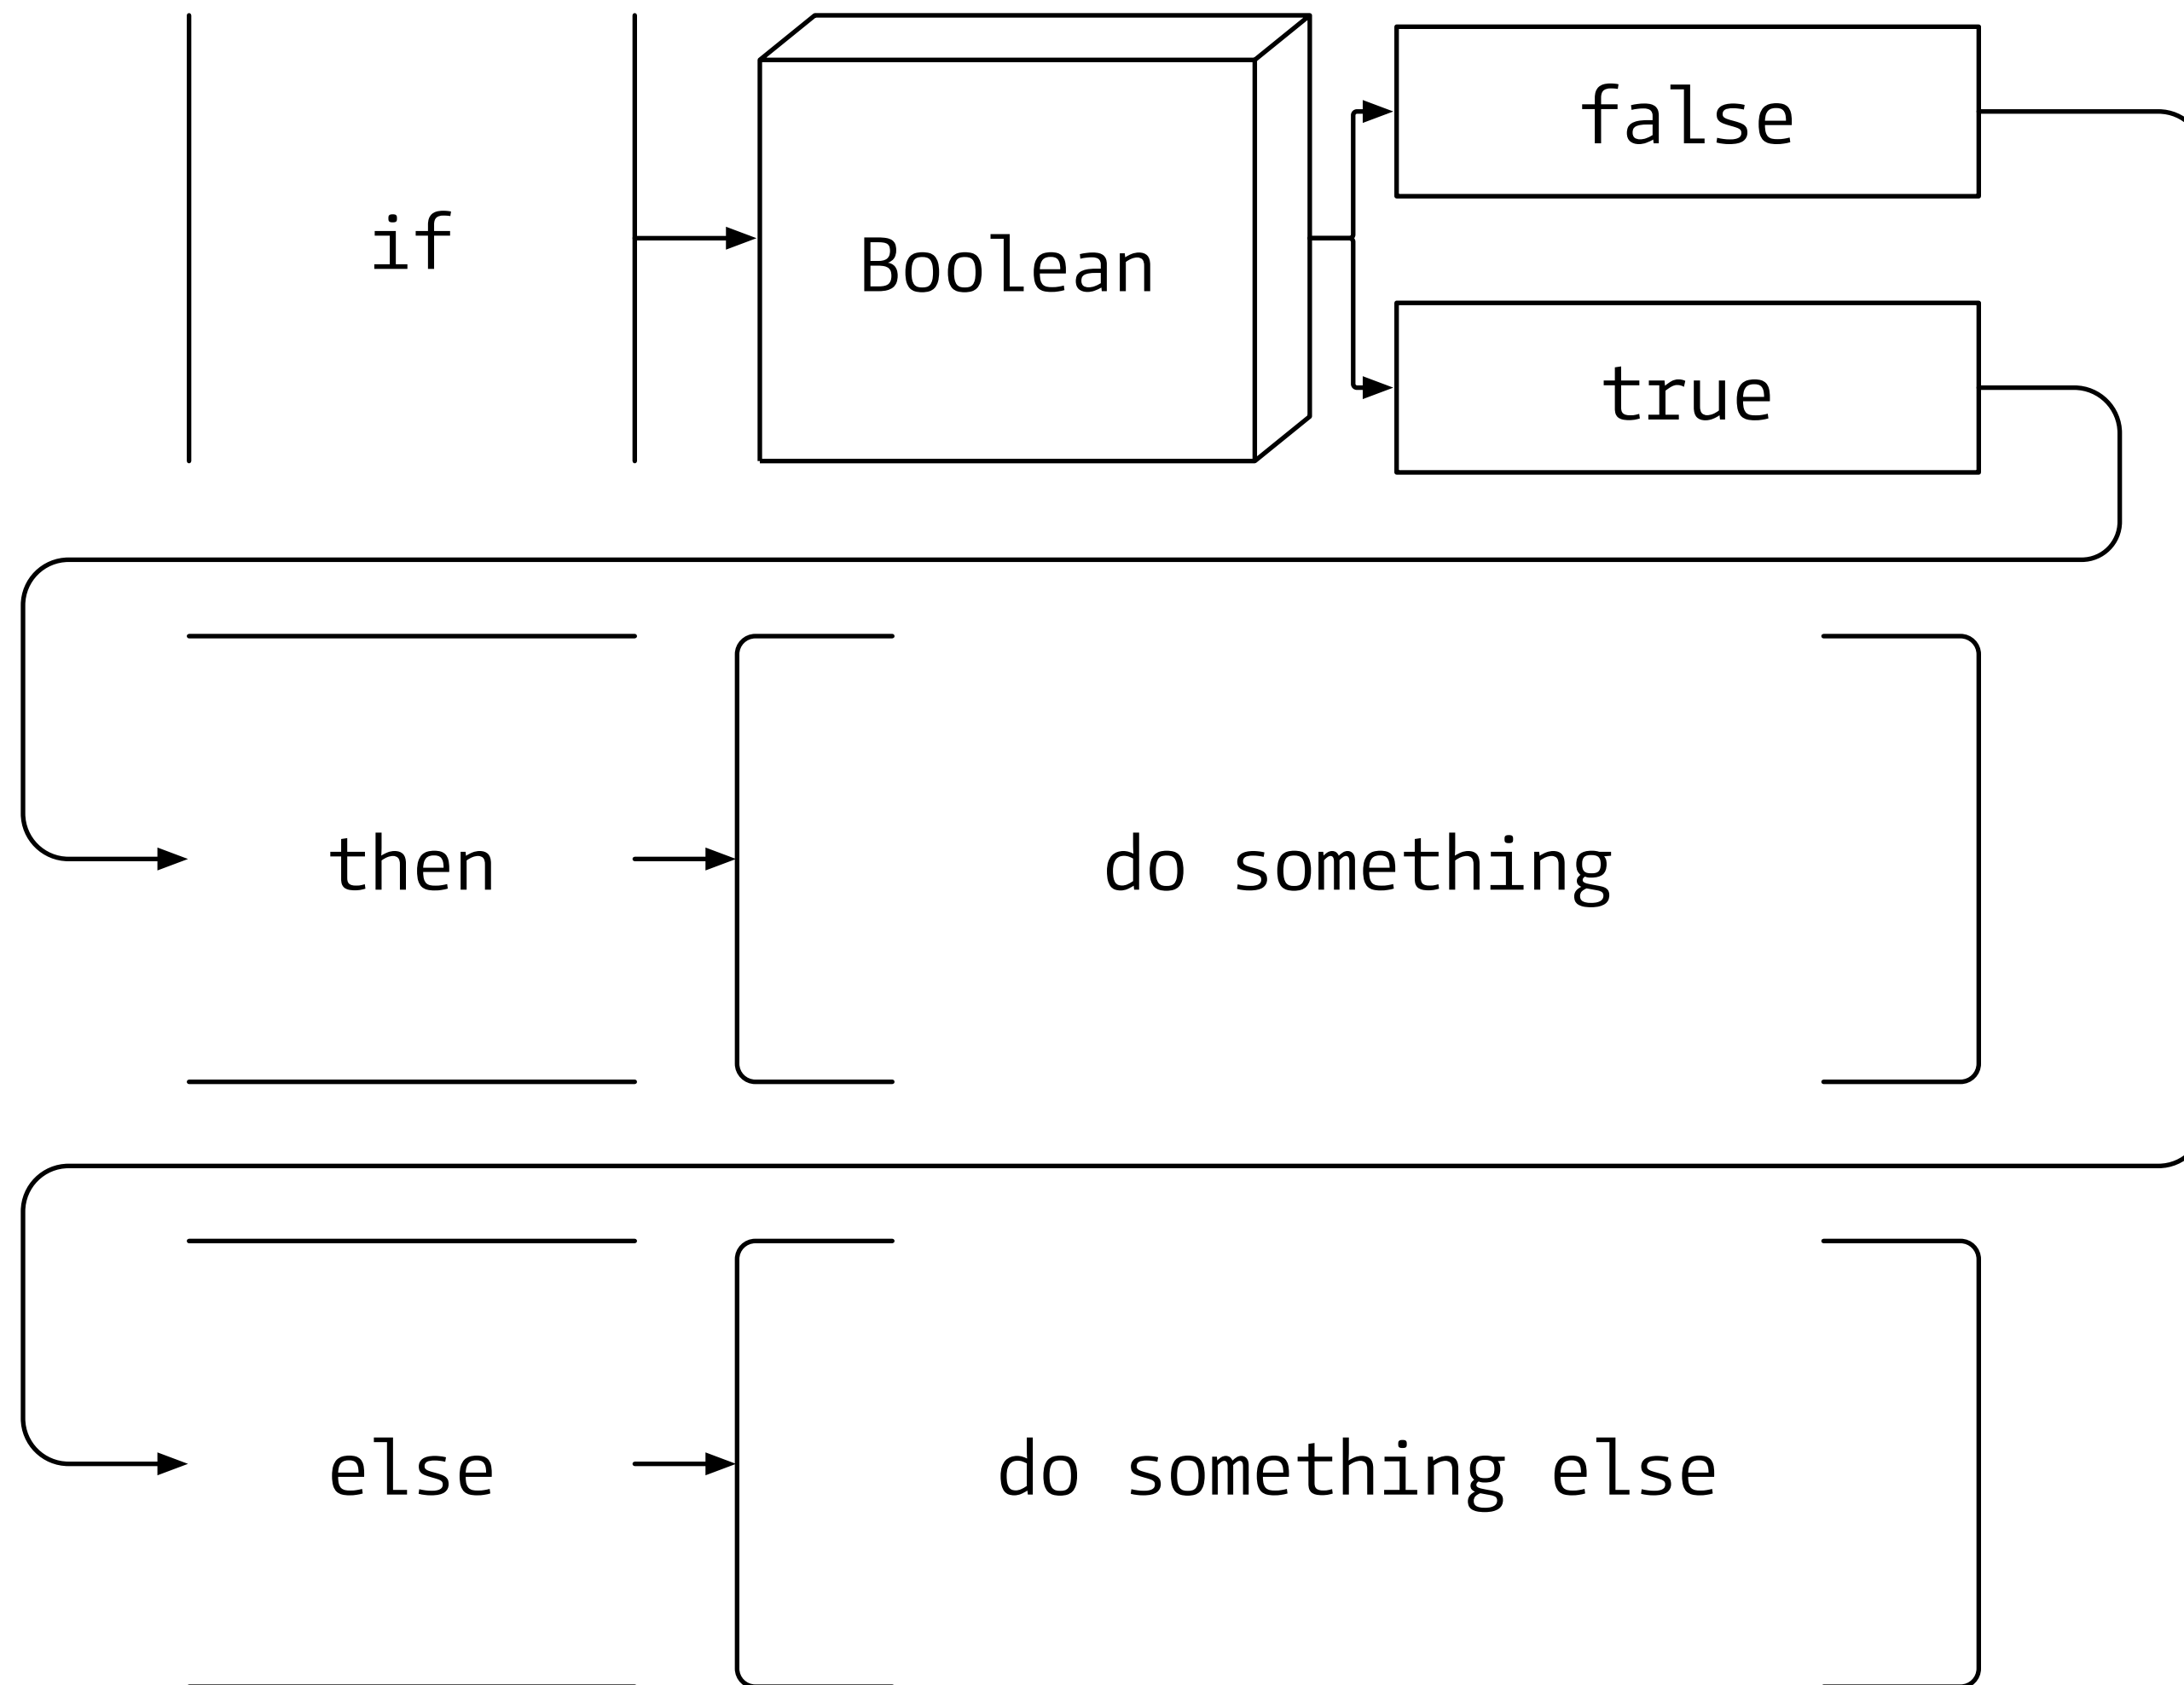 false
if
Boolean
true
then
do something
else
do something else